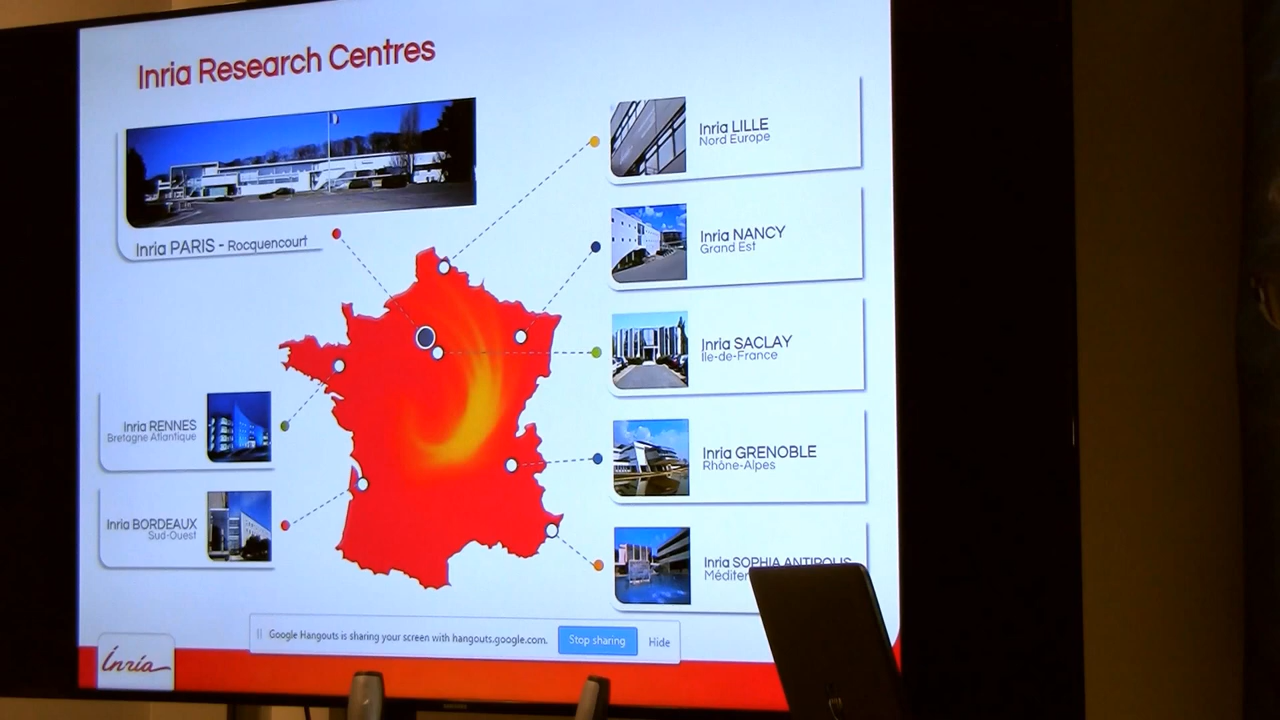 Inria Research Centres
Inria PARIS - Rocquencourt
Inria RENNES
Bretagne Atlantique
Inria BORDEAUX
Sud-Ouest
Inria LILLE
Nord Europe
Inria NANCY
Grand Est
Inria SACLAY
Ile-de-France
Inria GRENOBLE
Rhône-Alpes
Inria SOPHIA ANTIPOLIS
Google Hangouts is sharing your screen with hangouts.google.com.
Stop sharing
Hide
Inria